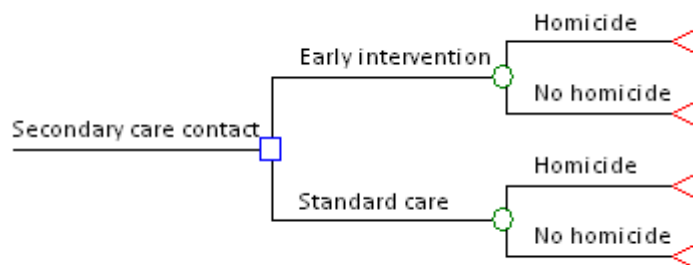 Homicide
Early intervention
No homicide
Secondary care contact
Homicide
Standard care
No homicide